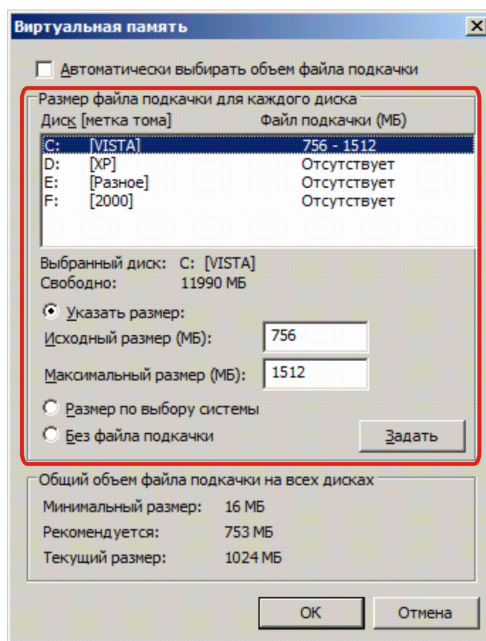 Виртуальная память
Автоматически выбирать объем файла подкачки
Размер файла подкачки для каждого диска
Диск [метка тома] Файл подкачки (МБ)
C: [VISTA] 756 - 1512
D: [XP] Отсутствует
E: [Разное] Отсутствует
F: [2000] Отсутствует
Выбранный диск: C: [VISTA]
Свободно: 11990 МБ
Указать размер:
Исходный размер (МБ): 756
Максимальный размер (МБ): 1512
Размер по выбору системы
Без файла подкачки Задать
Общий объем файла подкачки на всех дисках
Минимальный размер: 16 МБ
Рекомендуется: 753 МБ
Текущий размер: 1024 МБ
ОК Отмена